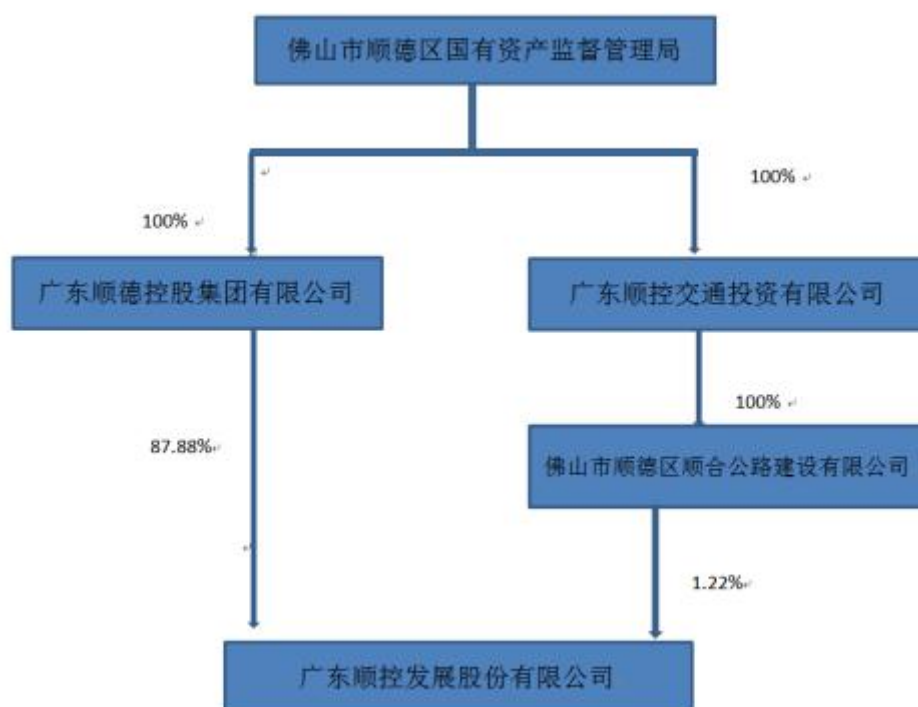 佛山市顺德区国有资产监督管理局
100%
100%
广东顺德控股集团有限公司
广东顺控交通投资有限公司
100%
87.88%
佛山市顺德区顺合公路建设有限公司
1.22%
广东顺控发展股份有限公司